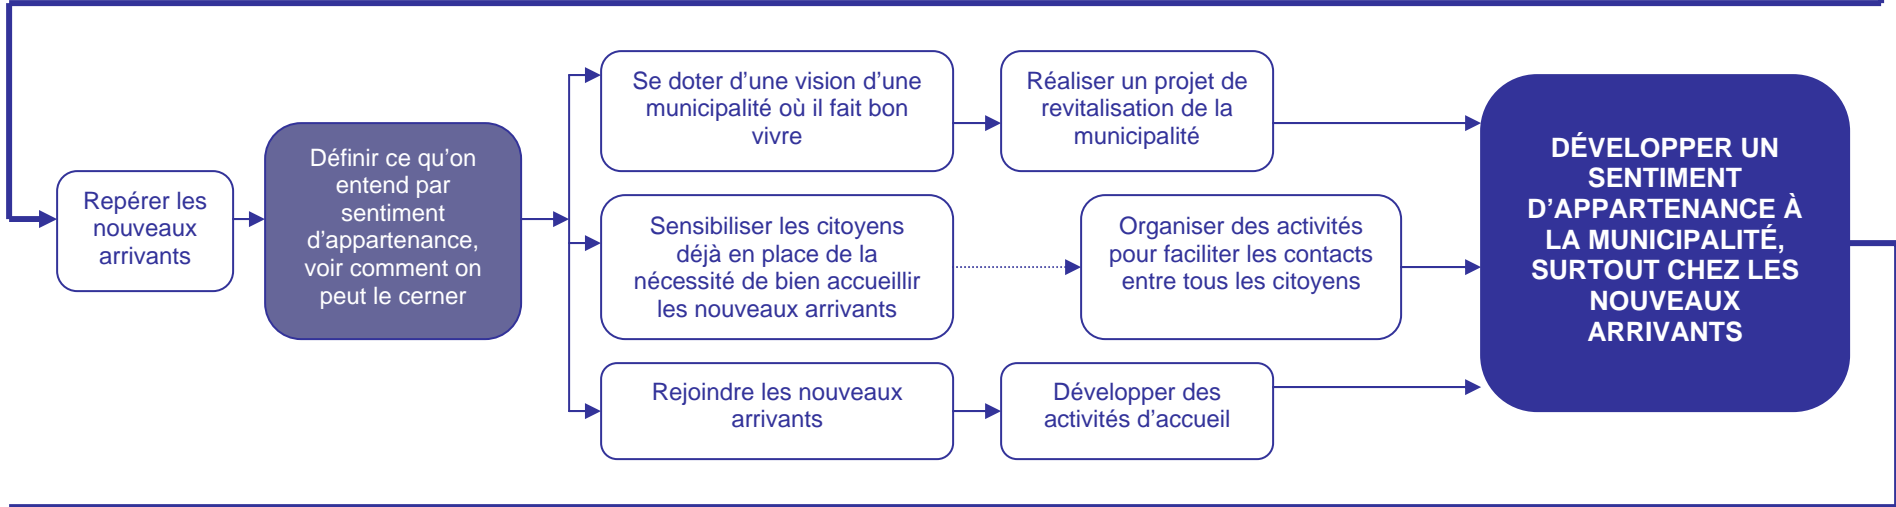 Repérer les
nouveaux
arrivants
Définir ce qu’on
entend par
sentiment
d’appartenance,
voir comment on
peut le cerner
Se doter d’une vision d’une
municipalité où il fait bon
vivre
Réaliser un projet de
revitalisation de la
municipalité
Sensibiliser les citoyens
déjà en place de la
nécessité de bien accueillir
les nouveaux arrivants
Organiser des activités
pour faciliter les contacts
entre tous les citoyens
Rejoindre les nouveaux
arrivants
Développer des
activités d’accueil
DÉVELOPPER UN
SENTIMENT
D’APPARTENANCE À
LA MUNICIPALITÉ,
SURTOUT CHEZ LES
NOUVEAUX
ARRIVANTS